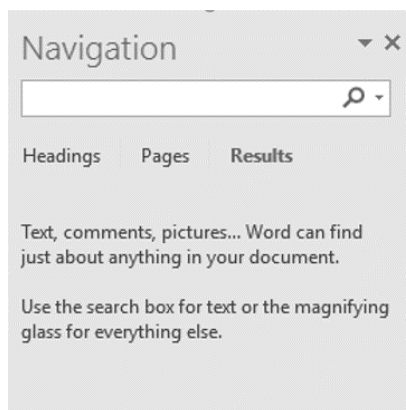 Navigation
Headings Pages Results
Text, comments, pictures... Word can find
just about anything in your document.
Use the search box for text or the magnifying
glass for everything else.